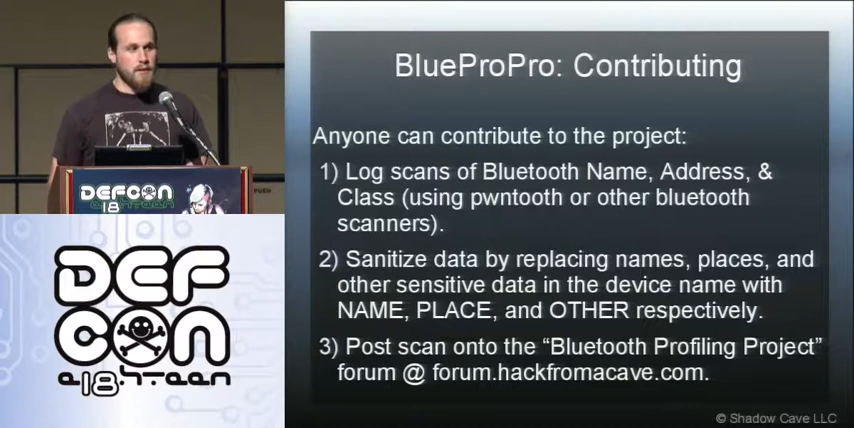 DEFCON
18
DEF
CON
e18hteen
BlueProPro: Contributing
Anyone can contribute to the project:
1) Log scans of Bluetooth Name, Address, &
Class (using pwntooth or other bluetooth
scanners).
2) Sanitize data by replacing names, places, and
other sensitive data in the device name with
NAME, PLACE, and OTHER respectively.
3) Post scan onto the “Bluetooth Profiling Project”
forum @ forum.hackfromacave.com.
© Shadow Cave LLC